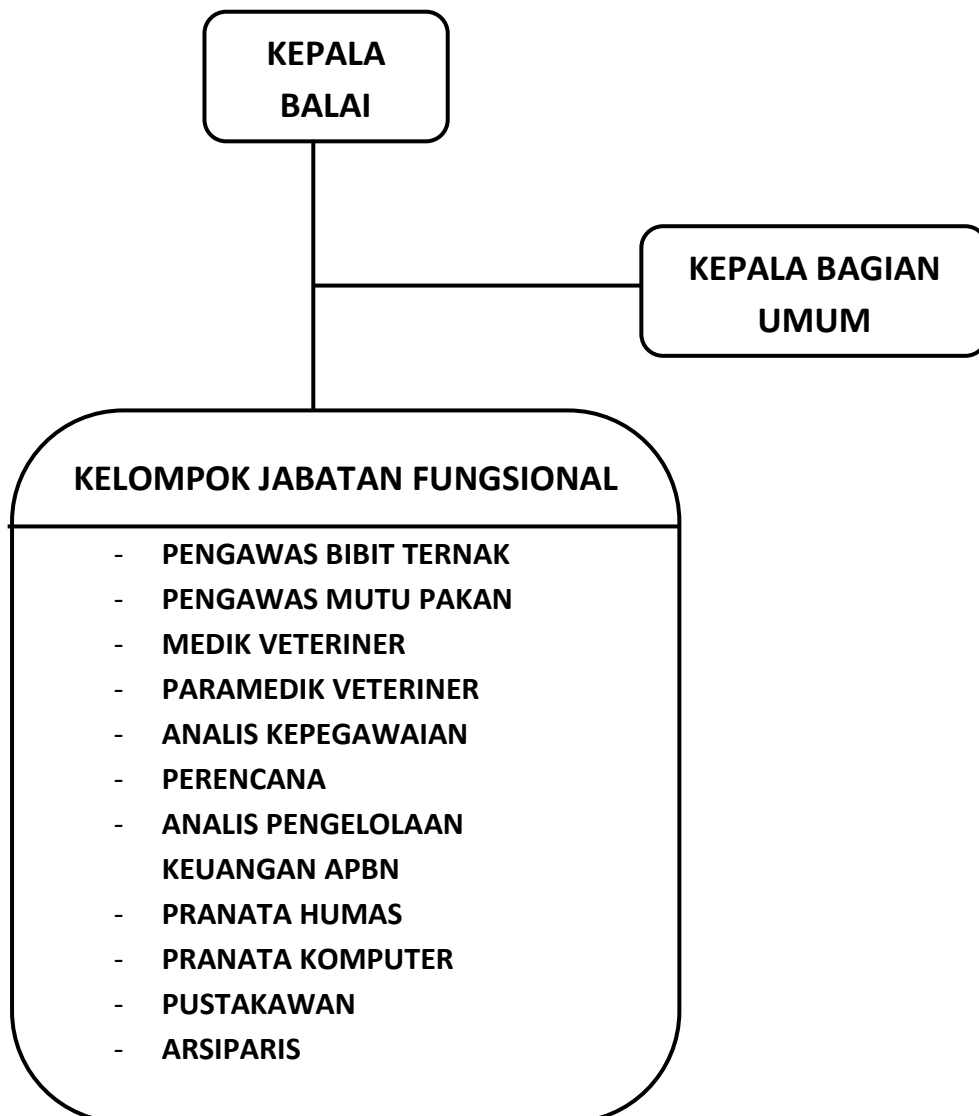 KEPALA
BALAI
KEPALA BAGIAN
UMUM
KELOMPOK JABATAN FUNGSIONAL
- PENGAWAS BIBIT TERNAK
- PENGAWAS MUTU PAKAN
- MEDIK VETERINER
- PARAMEDIK VETERINER
- ANALIS KEPEGAWAIAN
- PERENCANA
- ANALIS PENGELOLAAN
KEUANGAN APBN
- PRANATA HUMAS
- PRANATA KOMPUTER
- PUSTAKAWAN
- ARSIPARIS